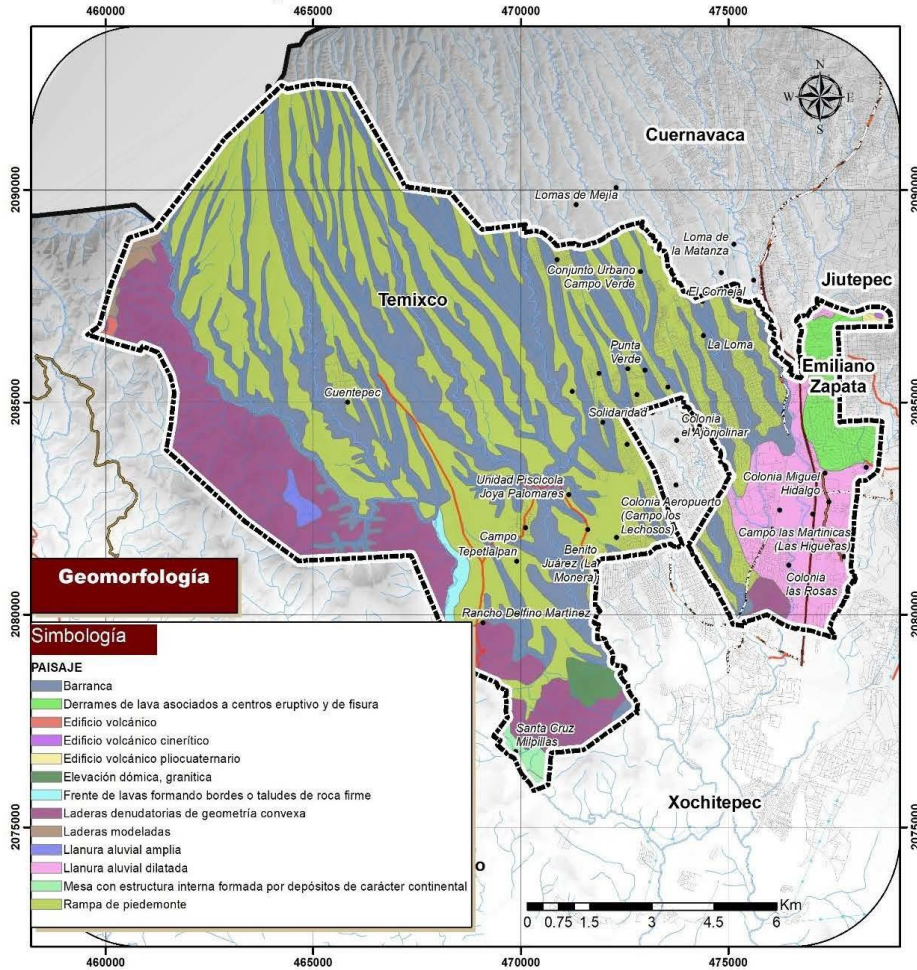 460000
465000
470000
475000
N
W
E
S
Cuernavaca
2090000
2090000
Lomas de Mejía
Loma de
la Matanza
Conjunto Urbano
Campo Verde
El Cornejal
Jiutepec
Temixco
La Loma
Punta
Verde
Emiliano
Zapata
2085000
2085000
Cuentepec
Solidaridad
Colonia
el Ajonjolinar
Unidad Piscicola
Joya Palomares
Colonia Miguel
Hidalgo
Colonia Aeropuerto
(Campo los
Lechosos)
Campo
Tepetlalpan
Campo las Martinicas
(Las Higueras)
Benito
Juárez (La
Monera)
Colonia
las Rosas
Geomorfología
2080000
Rancho Delfino Martínez
Simbología
PAISAJE
Barranca
Derrames de lava asociados a centros eruptivo y de fisura
Edificio volcánico
Edificio volcánico cinerítico
Edificio volcánico pliocuaternario
Elevación dómica, granitica
Frente de lavas formando bordes o taludes de roca firme
Laderas denudatorias de geometría convexa
Laderas modeladas
Llanura aluvial amplia
Llanura aluvial dilatada
Mesa con estructura interna formada por depósitos de carácter continental
Rampa de piedemonte
Santa Cruz
Milpillas
Xochitepec
2075000
2075000
o
Km
0 0.75 1.5 3 4.5 6
460000
465000
470000
475000